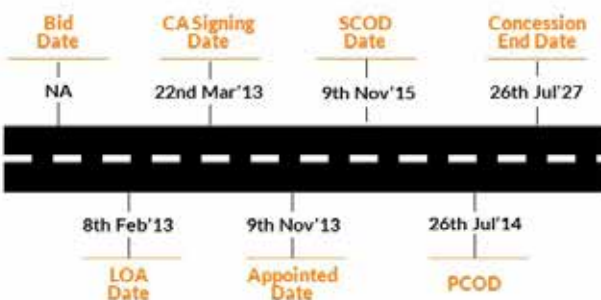 Bid
Date
CA Signing
Date
SCOD
Date
Concession
End Date
NA
22nd Mar'13
9th Nov'15
26th Jul'27
8th Feb'13
9th Nov'13
26th Jul'14
LOA
Date
Appointed
Date
PCOD